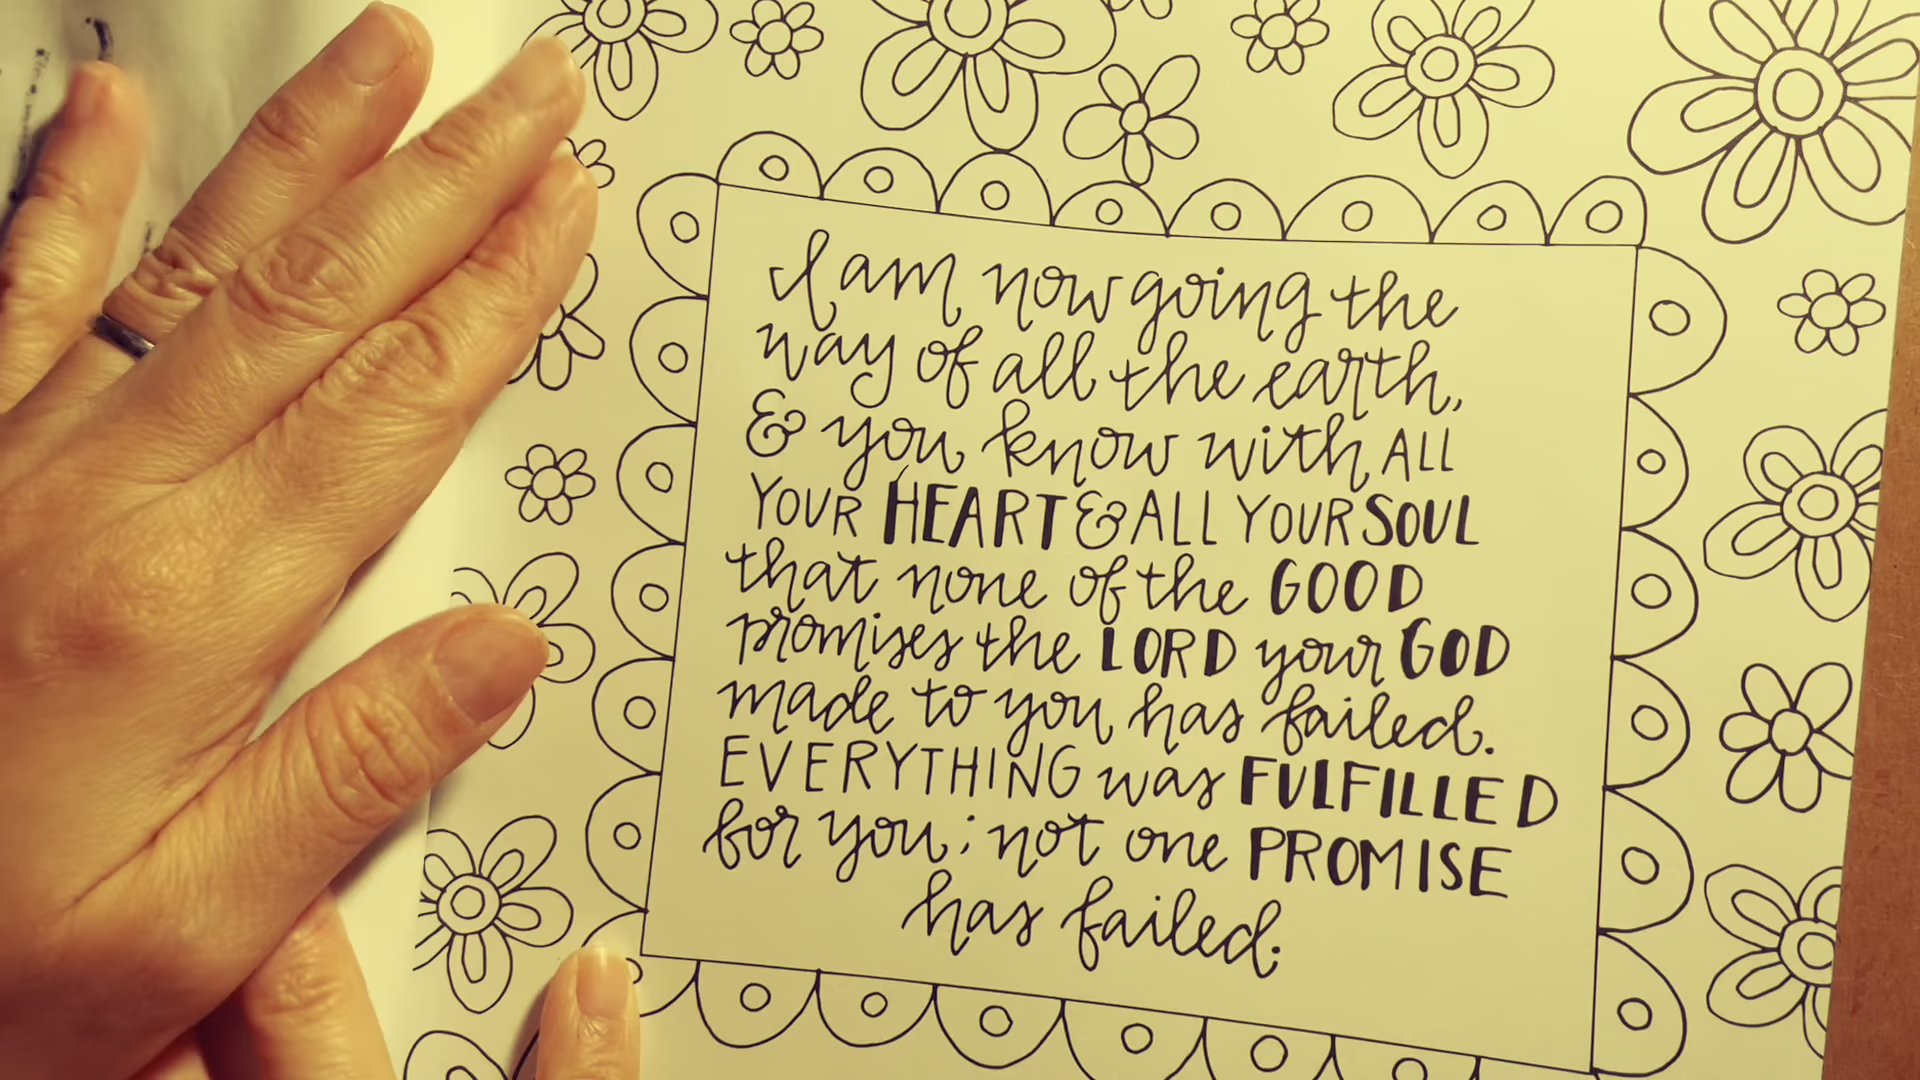 I am now going the
way of all the earth,
& you know with ALL
YOUR HEART & ALL YOUR SOUL
that none of the GOOD
promises the LORD your GOD
made to you has failed.
EVERYTHING was FULFILLED
for you; not one PROMISE
has failed.